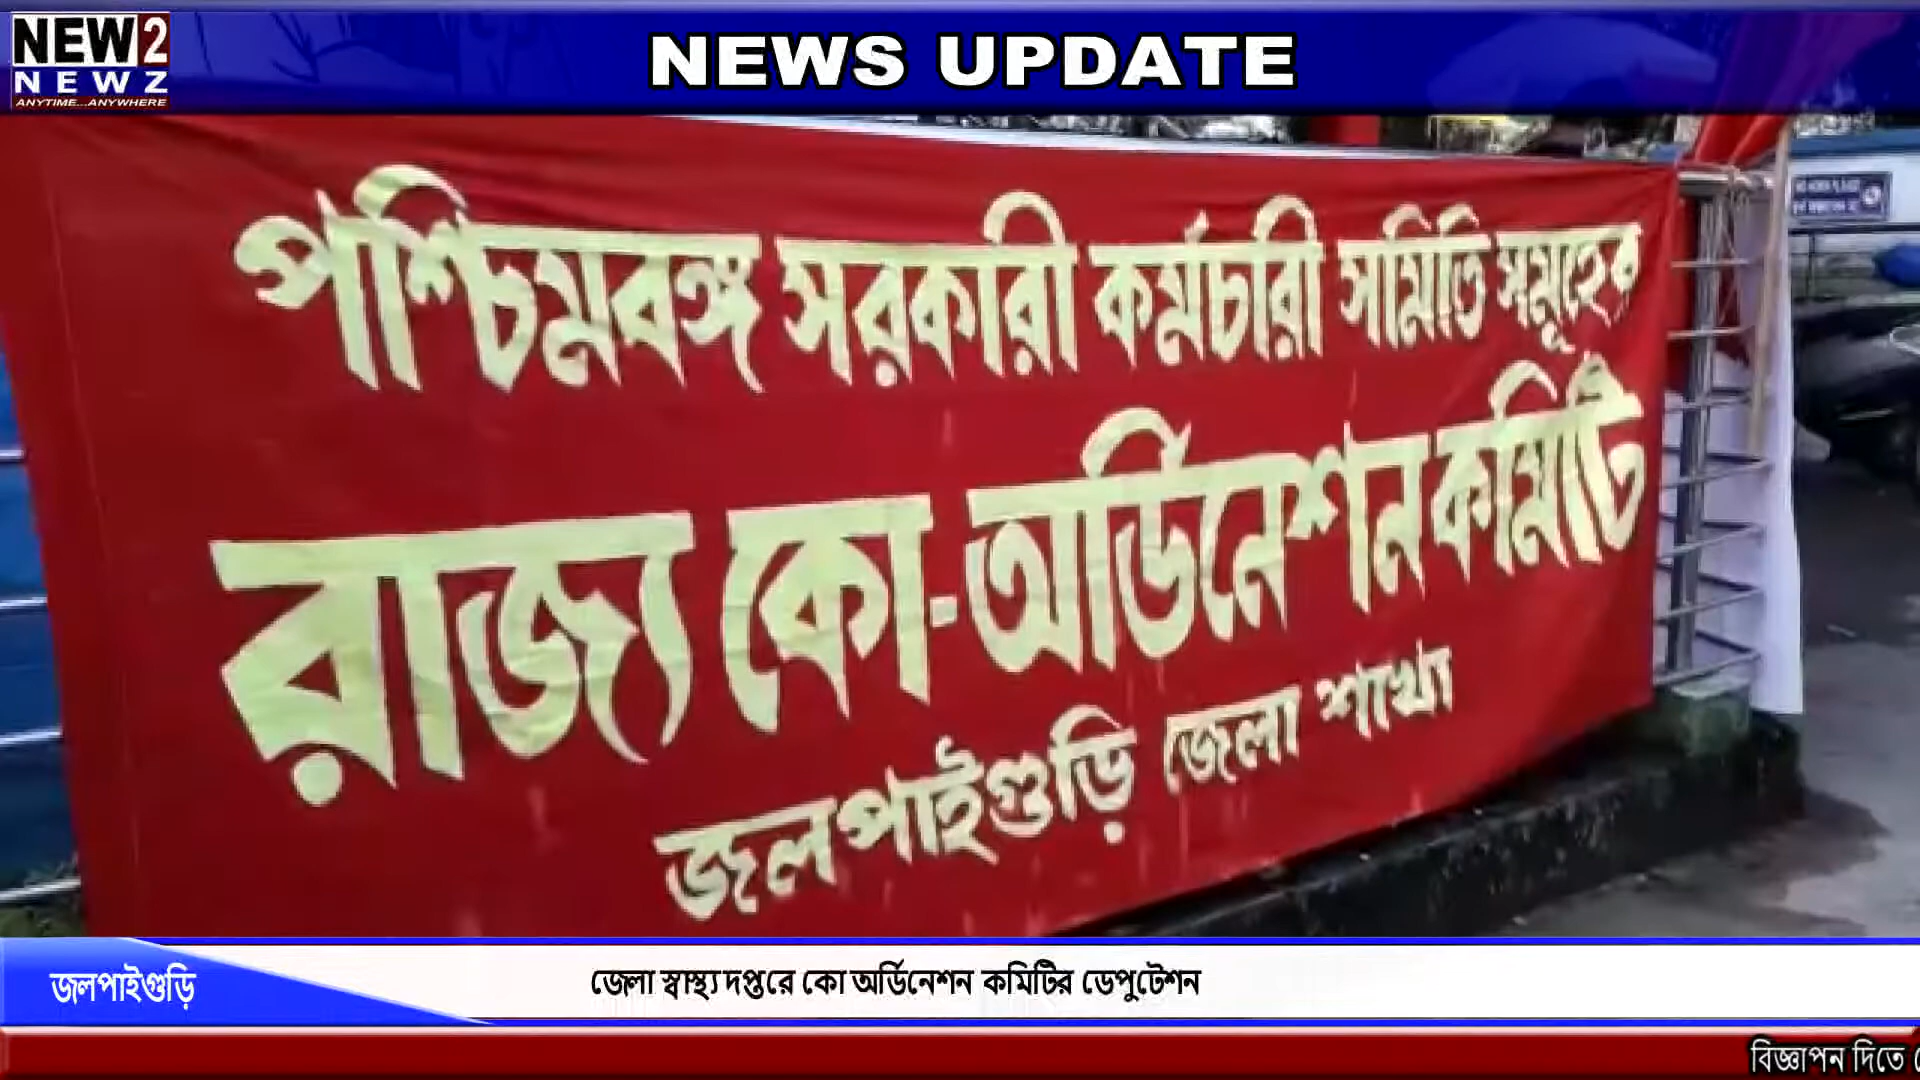 NEW2
NEWZ
ANYTIME...ANYWHERE
NEWS UPDATE
পশ্চিমবঙ্গ সরকারী কর্মচারী সমিতি সমূহের
রাজ্য কো-অর্ডিনেশন কমিটি
জলপাইগুড়ি জেলা শাখা
জলপাইগুড়ি
জেলা স্বাস্থ্য দপ্তরে কো অর্ডিনেশন কমিটির ডেপুটেশন
বিজ্ঞাপন দিতে